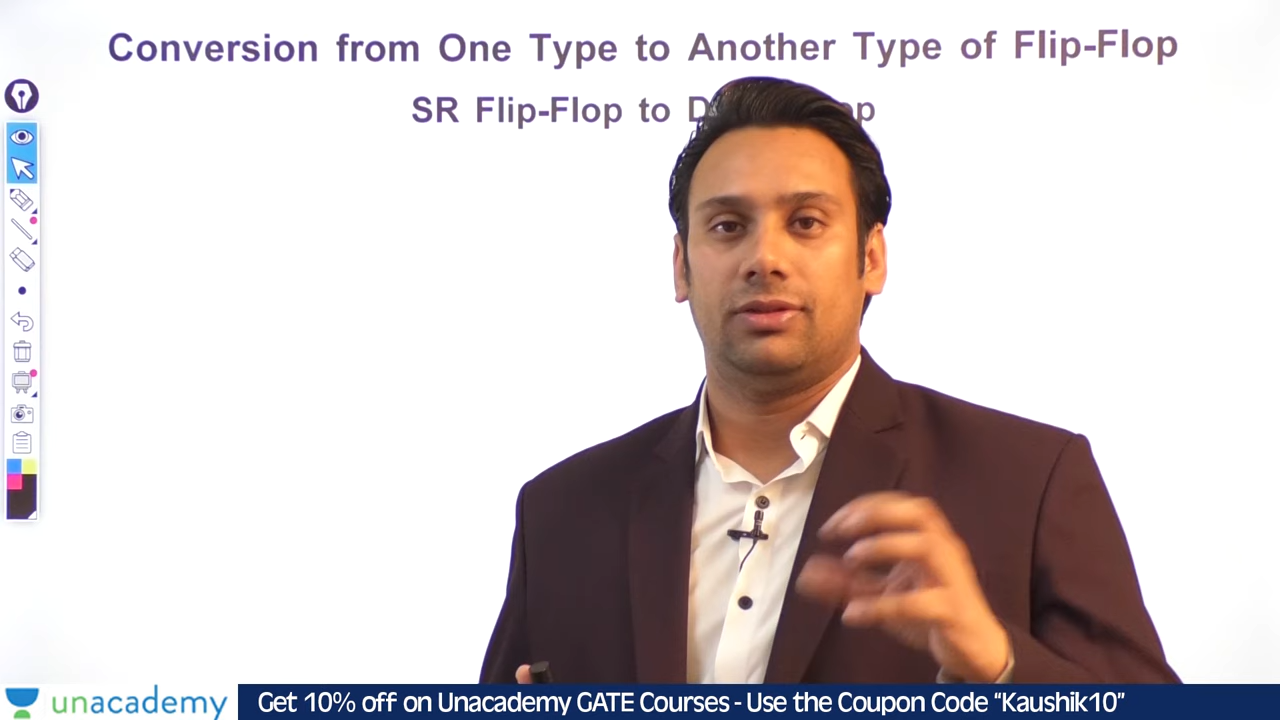 Conversion from One Type to Another Type of Flip-Flop
SR Flip-Flop to D
unacademy
Get 10% off on Unacademy GATE Courses - Use the Coupon Code “Kaushik10”